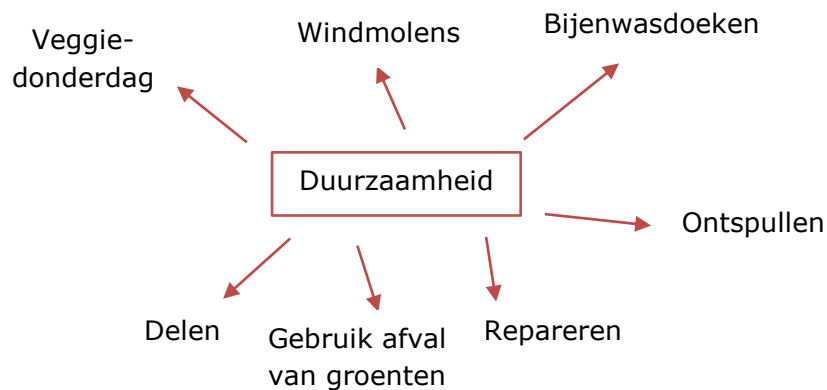 Veggie-
donderdag
Windmolens
Bijenwasdoeken
Duurzaamheid
Ontspullen
Delen
Gebruik afval
van groenten
Repareren